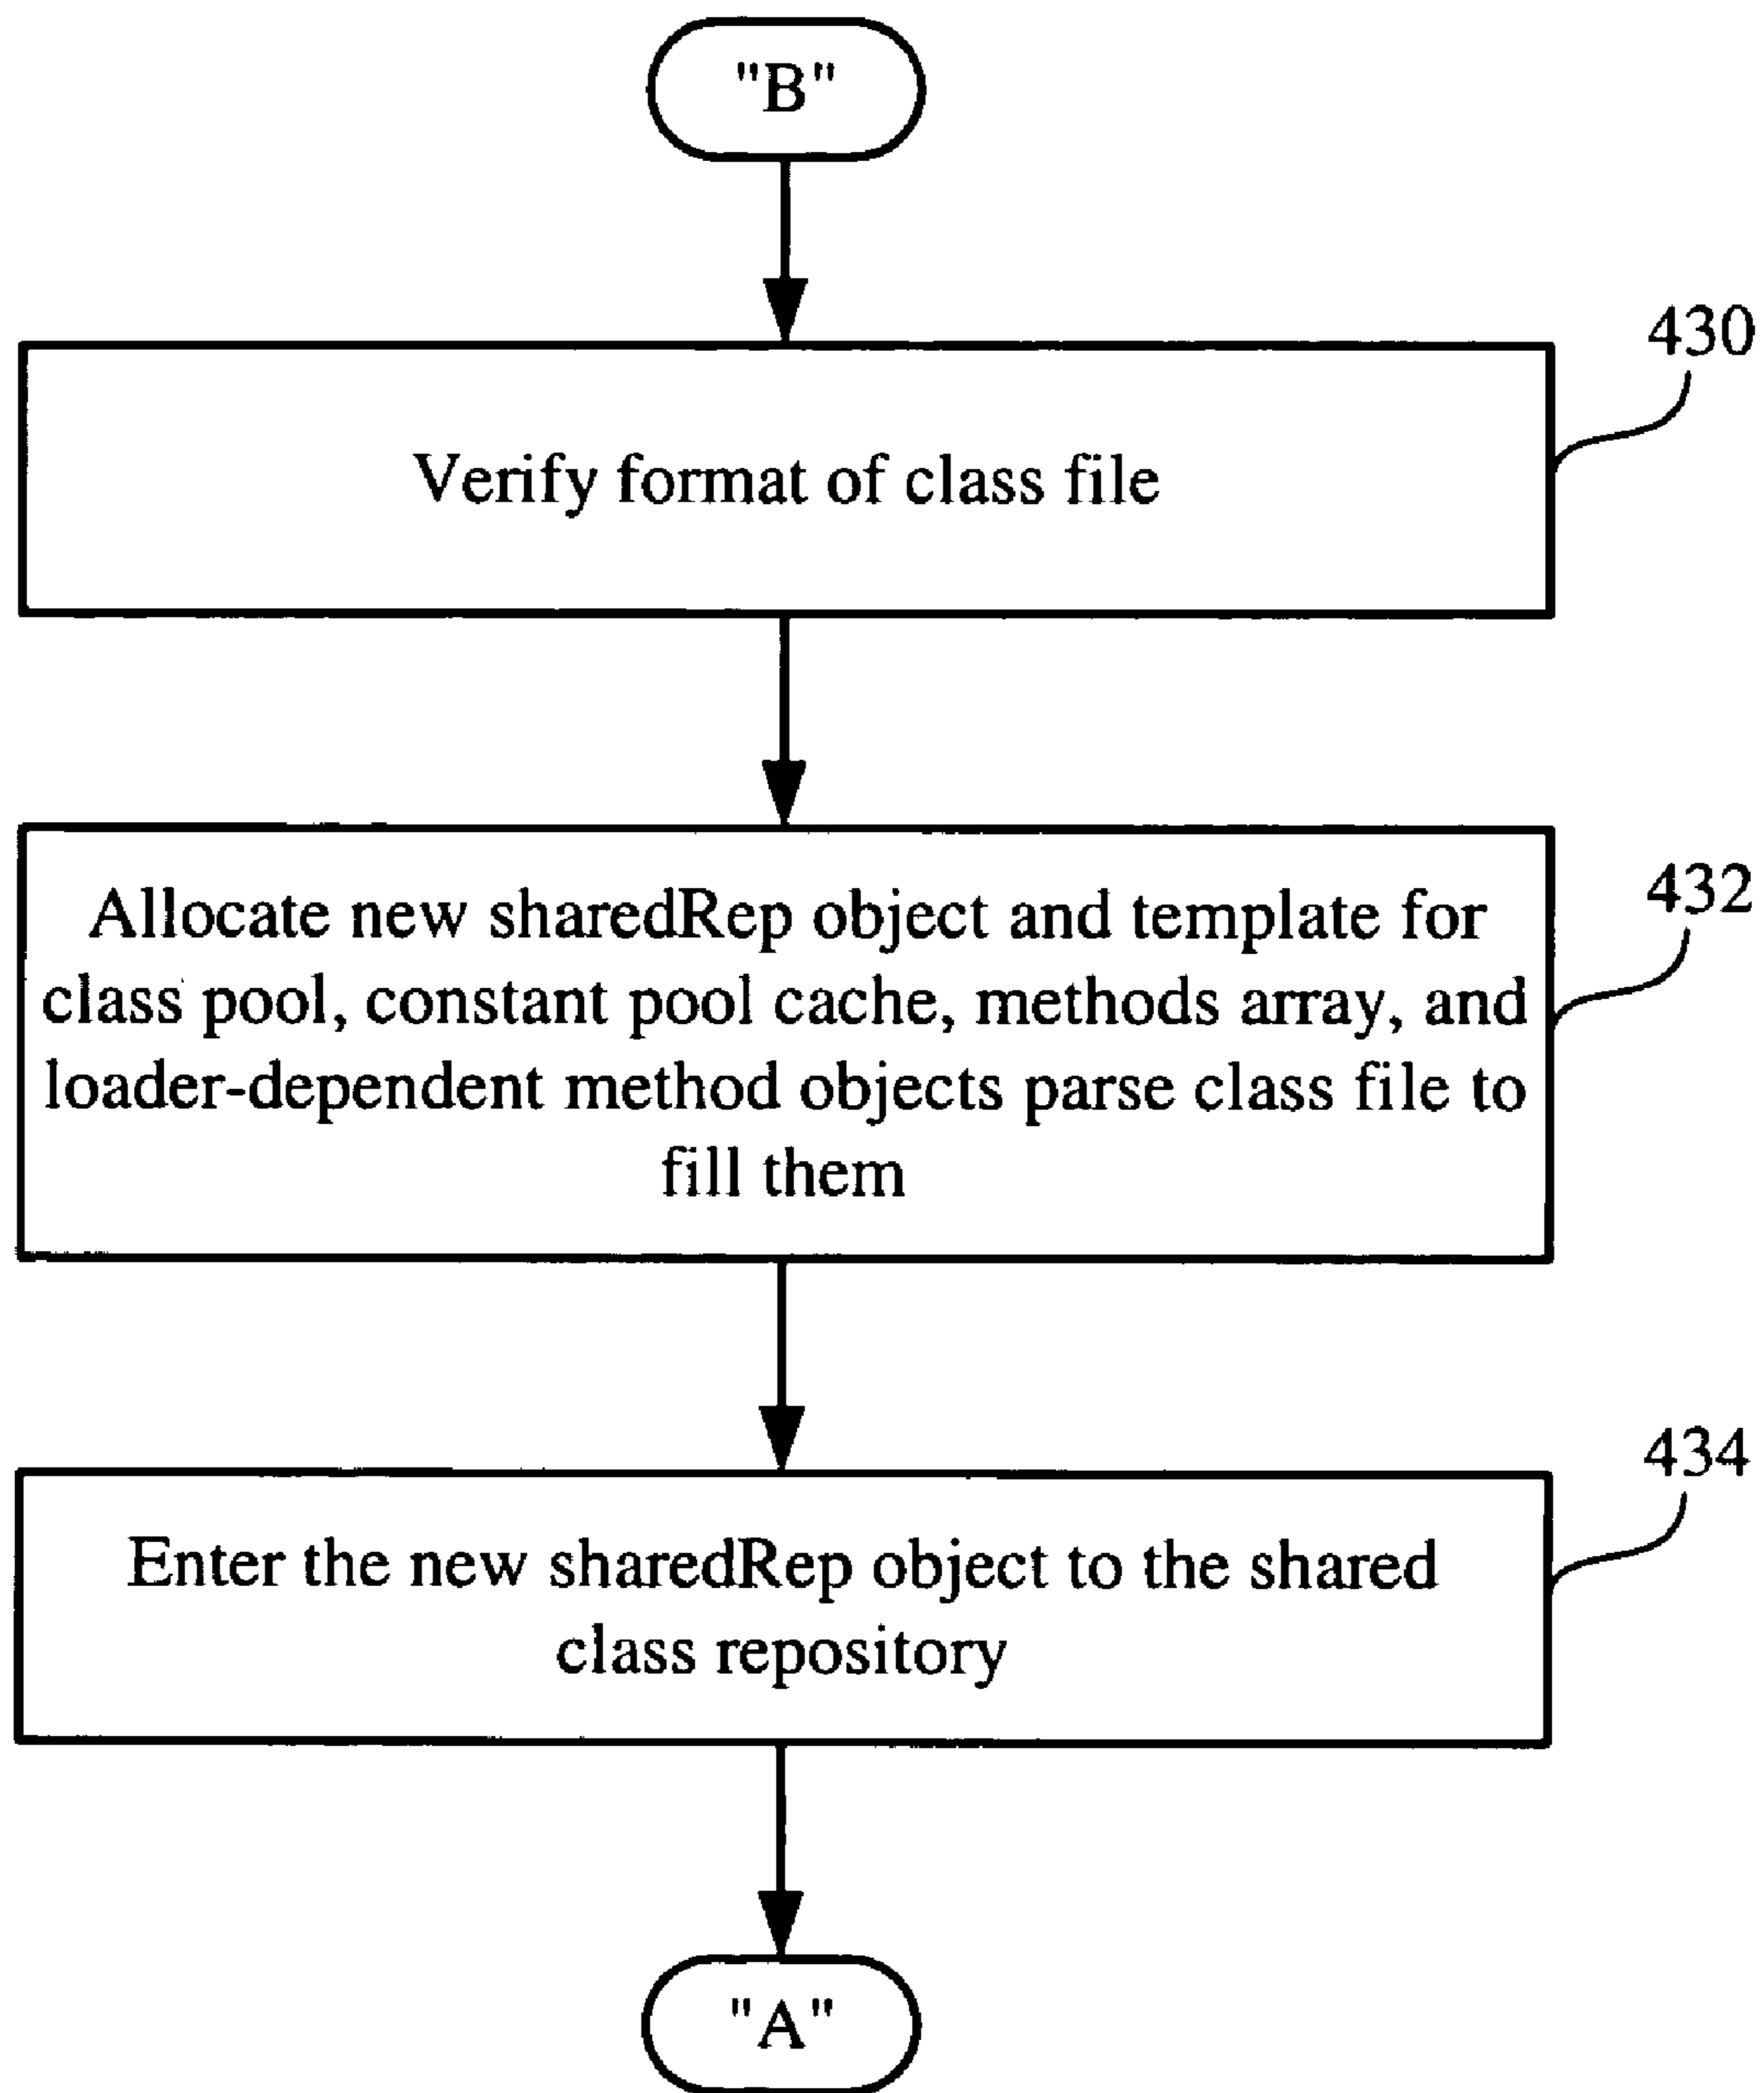 "B"
430
Verify format of class file
432
Allocate new sharedRep object and template for
class pool, constant pool cache, methods array, and
loader-dependent method objects parse class file to
fill them
434
Enter the new sharedRep object to the shared
class repository
"A"